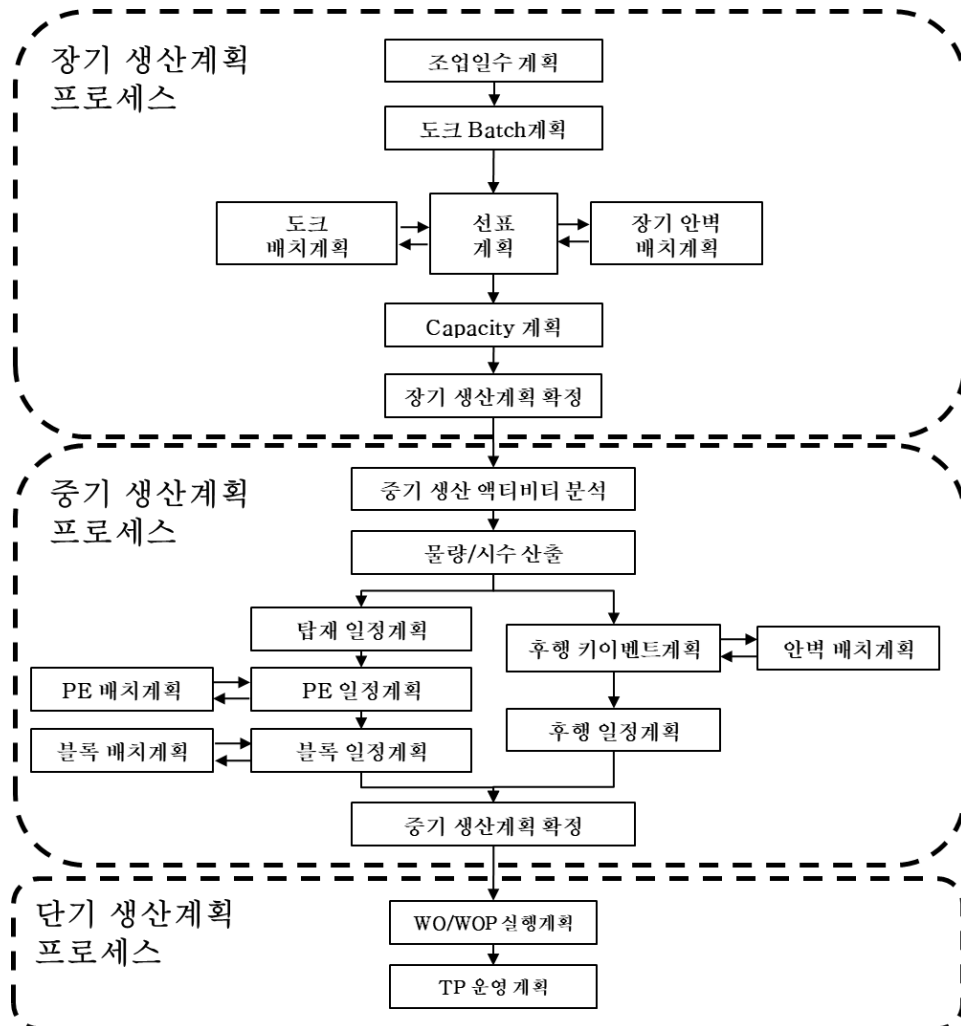 장기 생산계획
프로세스
조업일수 계획
도크 Batch계획
도크
배치계획
선표
계획
장기 안벽
배치계획
Capacity 계획
장기 생산계획 확정
중기 생산계획
프로세스
중기 생산 액티비티 분석
물량/시수 산출
탑재 일정계획
후행 키이벤트계획
안벽 배치계획
PE 배치계획
PE 일정계획
후행 일정계획
블록 배치계획
블록 일정계획
중기 생산계획 확정
단기 생산계획
프로세스
WO/WOP 실행계획
TP 운영 계획